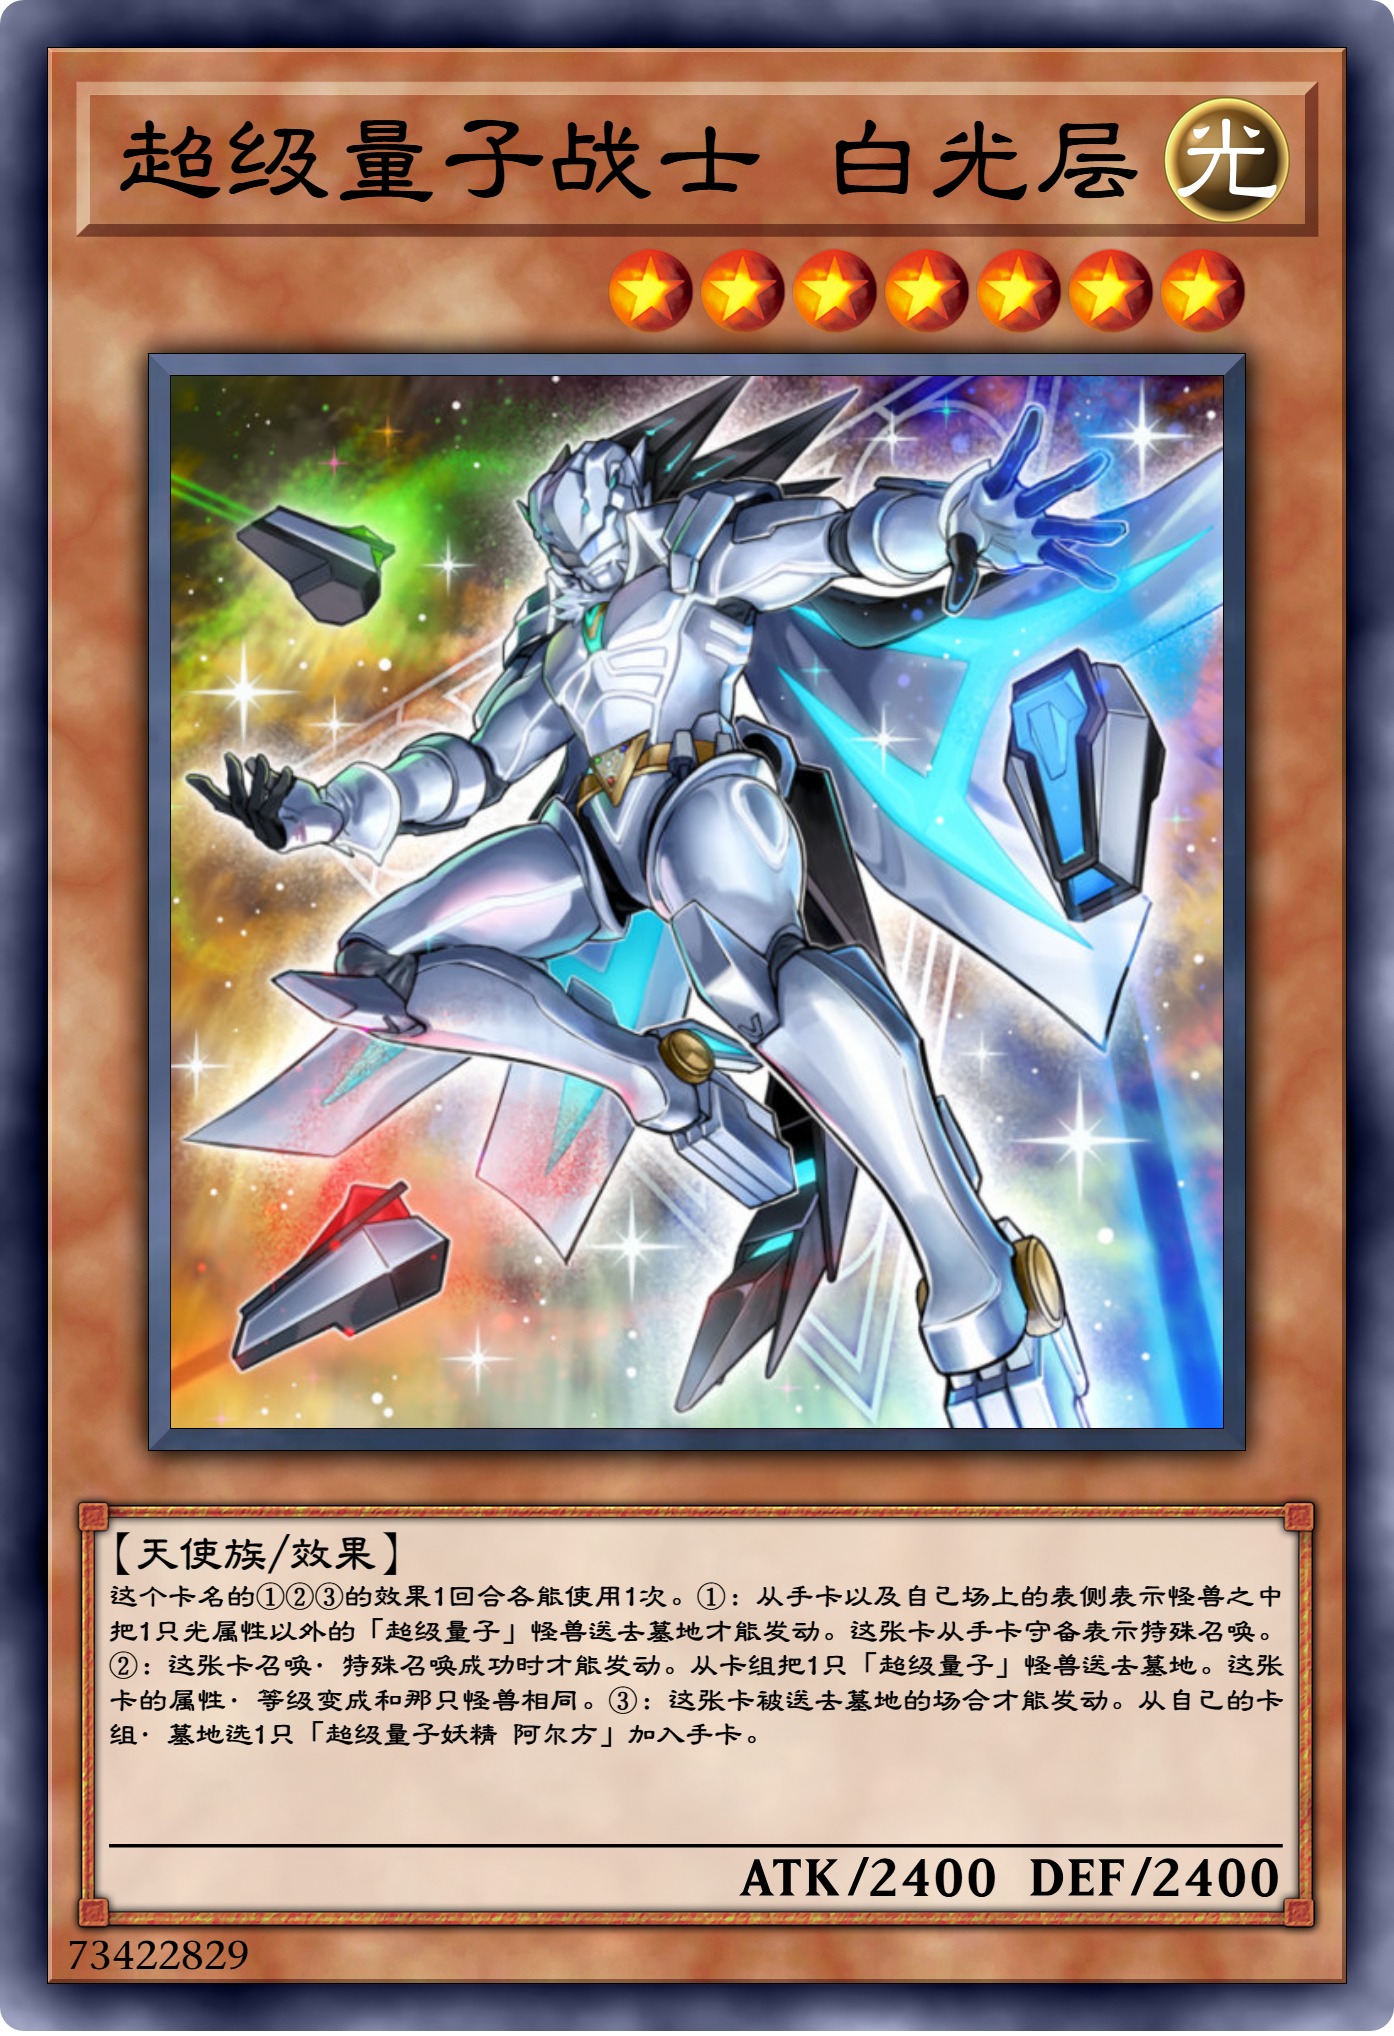 超级量子战士 白光层 光
【天使族/效果】
这个卡名的①②③的效果1回合各能使用1次。①：从手卡以及自己场上的表侧表示怪兽之中
把1只光属性以外的「超级量子」怪兽送去墓地才能发动。这张卡从手卡守备表示特殊召唤。
②：这张卡召唤·特殊召唤成功时才能发动。从卡组把1只「超级量子」怪兽送去墓地。这张
卡的属性·等级变成和那只怪兽相同。③：这张卡被送去墓地的场合才能发动。从自己的卡
组·墓地选1只「超级量子妖精 阿尔方」加入手卡。
ATK/2400 DEF/2400
73422829